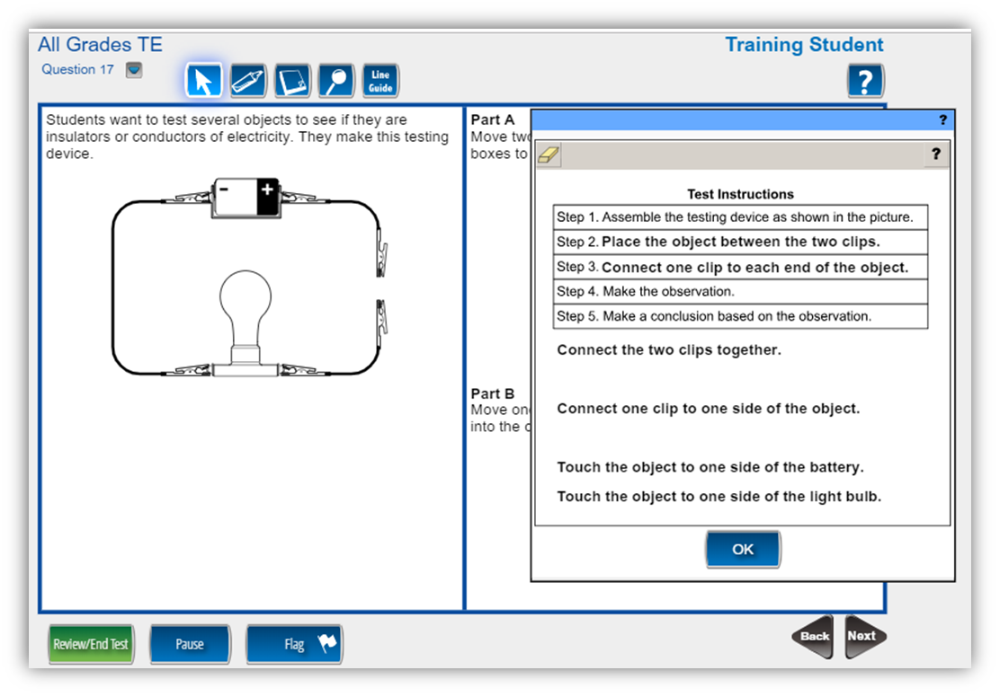 All Grades TE
Training Student
Question 17
Line
Guide
?
Students want to test several objects to see if they are
insulators or conductors of electricity. They make this testing
device.
- +
Part A
Move two
boxes to
Part B
Move one
into the
?
?
Test Instructions
Step 1. Assemble the testing device as shown in the picture.
Step 2. Place the object between the two clips.
Step 3. Connect one clip to each end of the object.
Step 4. Make the observation.
Step 5. Make a conclusion based on the observation.
Connect the two clips together.
Connect one clip to one side of the object.
Touch the object to one side of the battery.
Touch the object to one side of the light bulb.
OK
Review/End Test
Pause
Flag
Back
Next